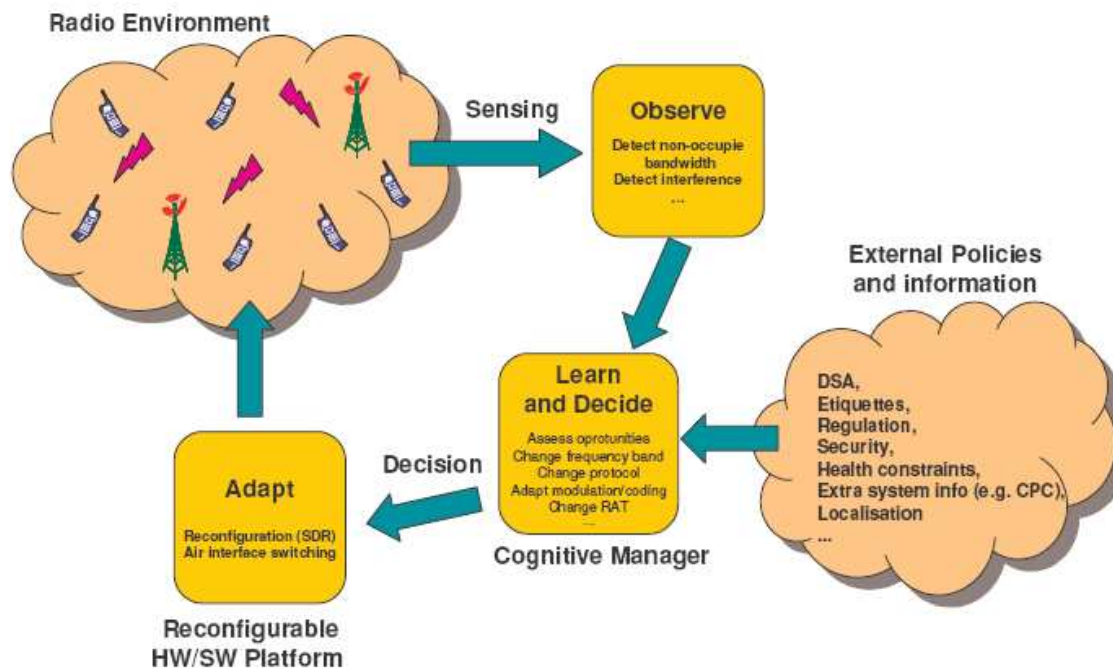 Radio Environment
Sensing
Observe
Detect non-occupie
bandwidth
Detect interference
...
External Policies
and information
DSA,
Etiquettes,
Regulation,
Security,
Health constraints,
Extra system info (e.g. CPC),
Localisation
...
Learn
and Decide
Assess oprotunities
Change frequency band
Change protocol
Adapt modulation/coding
Change RAT
...
Cognitive Manager
Decision
Adapt
Reconfiguration (SDR)
Air interface switching
Reconfigurable
HW/SW Platform